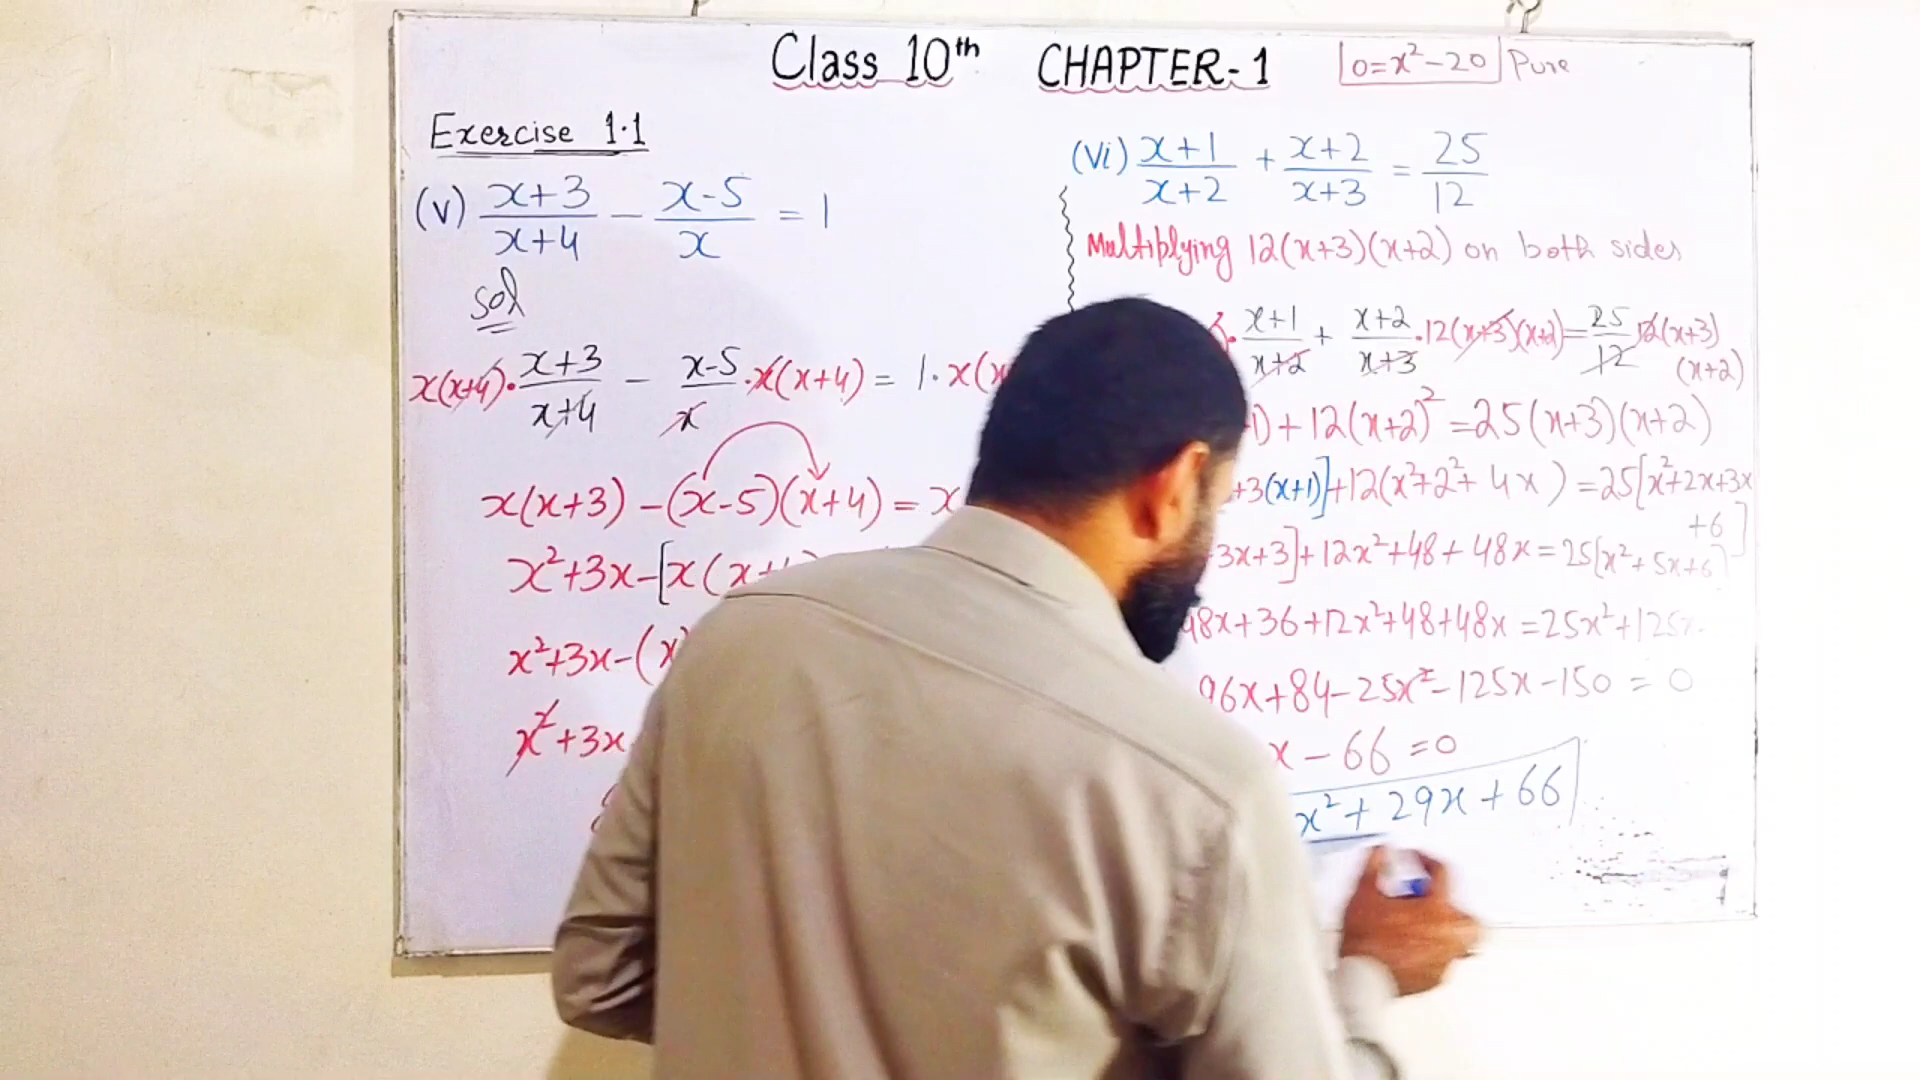 Class 10th CHAPTER-1
0=x²-20 Pure
Exercise 1.1
(v) x+3/x+4 - x-5/x = 1
sol
x(x+4)·x+3/x+4 - x-5/x·x(x+4) = 1·x(x
x(x+3)-(x-5)(x+4)=x
x²+3x-[x(x+
x²+3x-(x²
x²+3x
(vi) x+1/x+2 + x+2/x+3 = 25/12
Multiplying 12(x+3)(x+2) on both sides
·x+1/x+2 + x+2/x+3·12(x+3)(x+2)=25/12 12(x+3)
(x+2)
1)+12(x+2)²=25(x+3)(x+2)
+3(x+1)]+12(x²+2²+4x)=25[x²+2x+3x
+6]
3x+3]+12x²+48+48x=25[x²+5x+6]
48x+36+12x²+48+48x=25x²+125x
96x+84-25x²-125x-150=0
x-66=0
x²+29x+66